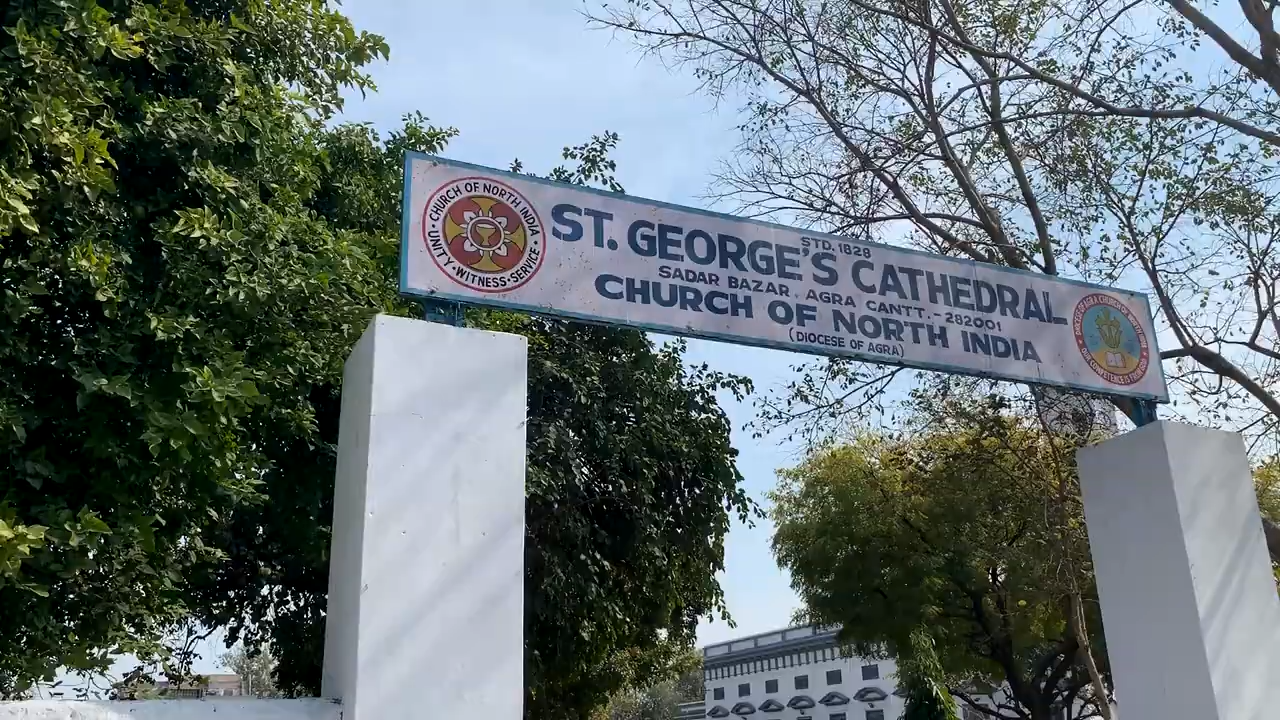 CHURCH OF NORTH INDIA
UNITY · WITNESS · SERVICE
STD. 1828
ST. GEORGE'S CATHEDRAL
SADAR BAZAR, AGRA CANTT.-282001
CHURCH OF NORTH INDIA
(DIOCESE OF AGRA)